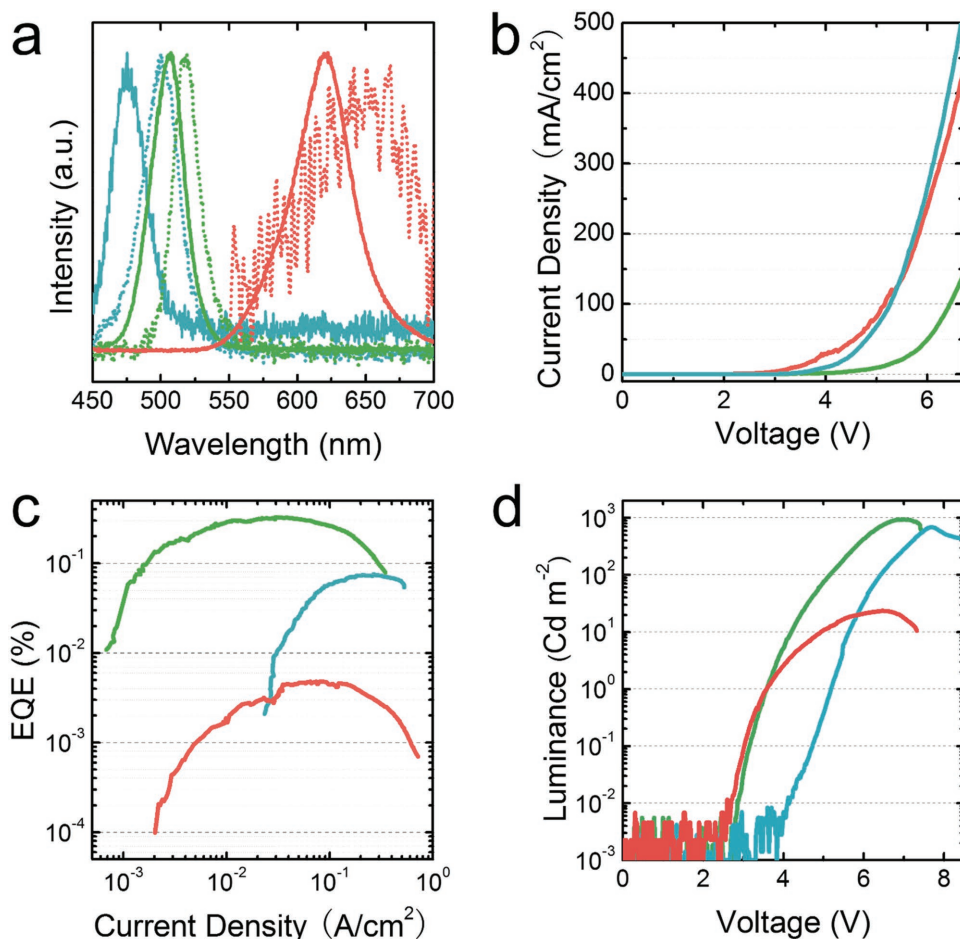 a
Intensity (a.u.)
450 500 550 600 650 700
Wavelength (nm)
b
Current Density (mA/cm²)
500
400
300
200
100
0
0 2 4 6
Voltage (V)
c
EQE (%)
10⁻¹
10⁻²
10⁻³
10⁻⁴
10⁻³ 10⁻² 10⁻¹ 10⁰
Current Density (A/cm²)
d
Luminance (Cd m⁻²)
10³
10²
10¹
10⁰
10⁻¹
10⁻²
10⁻³
0 2 4 6 8
Voltage (V)